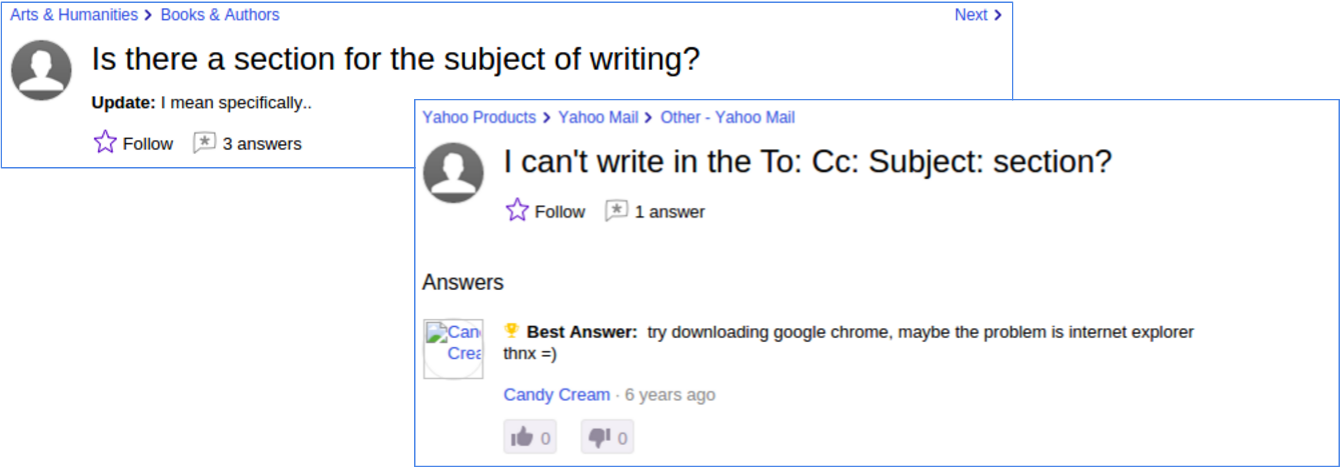 Arts & Humanities > Books & Authors
Next >
Is there a section for the subject of writing?
Update: I mean specifically..
Follow 3 answers
Yahoo Products > Yahoo Mail > Other - Yahoo Mail
I can't write in the To: Cc: Subject: section?
Follow 1 answer
Answers
Can
Crea
Best Answer: try downloading google chrome, maybe the problem is internet explorer
thnx =)
Candy Cream · 6 years ago
0 0